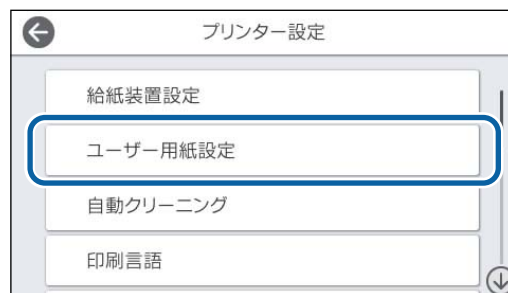 プリンター設定
給紙装置設定
ユーザー用紙設定
自動クリーニング
印刷言語